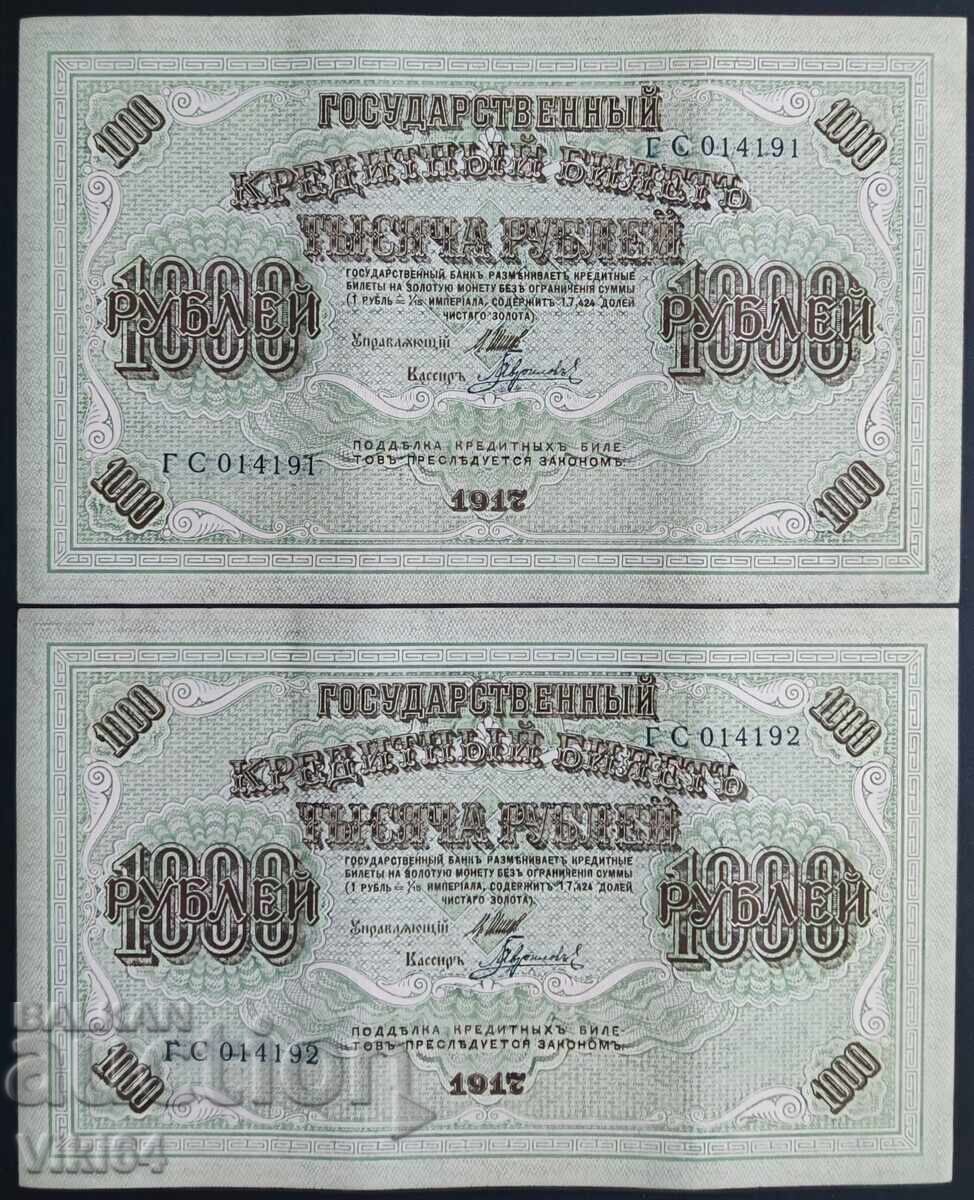 1000
1000
ГОСУДАРСТВЕННЫЙ
ГС 014191
КРЕДИТНЫЙ БИЛЕТЪ
ТЫСЯЧА РУБЛЕЙ
1000
РУБЛЕЙ
ГОСУДАРСТВЕННЫЙ БАНКЪ РАЗМѢНИВАЕТЪ КРЕДИТНЫЕ
БИЛЕТЫ НА ЗОЛОТУЮ МОНЕТУ БЕЗЪ ОГРАНИЧЕНІЯ СУММЫ
(1 РУБЛЬ = 1/15 ИМПЕРІАЛА, СОДЕРЖИТЪ 17,424 ДОЛЕЙ
ЧИСТАГО ЗОЛОТА).
1000
РУБЛЕЙ
Управляющій
Кассиръ
ПОДДѢЛКА КРЕДИТНЫХЪ БИЛЕ-
ТОВЪ ПРЕСЛѢДУЕТСЯ ЗАКОНОМЪ.
ГС 014191
1000
1917
1000
1000
1000
ГОСУДАРСТВЕННЫЙ
ГС 014192
КРЕДИТНЫЙ БИЛЕТЪ
ТЫСЯЧА РУБЛЕЙ
1000
РУБЛЕЙ
ГОСУДАРСТВЕННЫЙ БАНКЪ РАЗМѢНИВАЕТЪ КРЕДИТНЫЕ
БИЛЕТЫ НА ЗОЛОТУЮ МОНЕТУ БЕЗЪ ОГРАНИЧЕНІЯ СУММЫ
(1 РУБЛЬ = 1/15 ИМПЕРІАЛА, СОДЕРЖИТЪ 17,424 ДОЛЕЙ
ЧИСТАГО ЗОЛОТА).
1000
РУБЛЕЙ
Управляющій
Кассиръ
ПОДДѢЛКА КРЕДИТНЫХЪ БИЛЕ-
ТОВЪ ПРЕСЛѢДУЕТСЯ ЗАКОНОМЪ.
ГС 014192
1000
1917
1000
BALKAN
auction
viki64